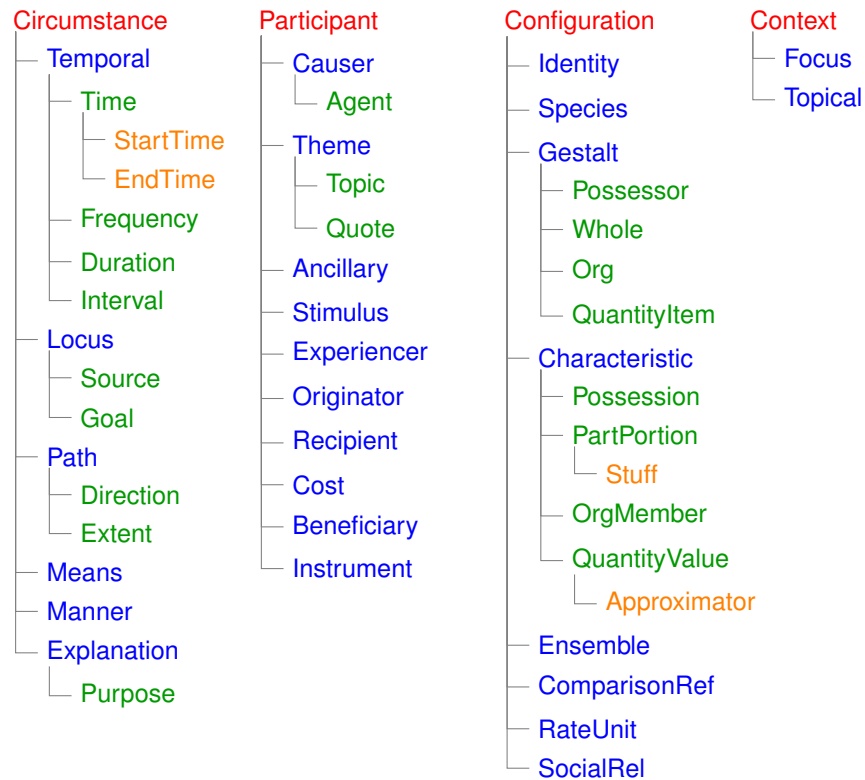 Circumstance
Temporal
Time
StartTime
EndTime
Frequency
Duration
Interval
Locus
Source
Goal
Path
Direction
Extent
Means
Manner
Explanation
Purpose
Participant
Causer
Agent
Theme
Topic
Quote
Ancillary
Stimulus
Experiencer
Originator
Recipient
Cost
Beneficiary
Instrument
Configuration
Identity
Species
Gestalt
Possessor
Whole
Org
QuantityItem
Characteristic
Possession
PartPortion
Stuff
OrgMember
QuantityValue
Approximator
Ensemble
ComparisonRef
RateUnit
SocialRel
Context
Focus
Topical